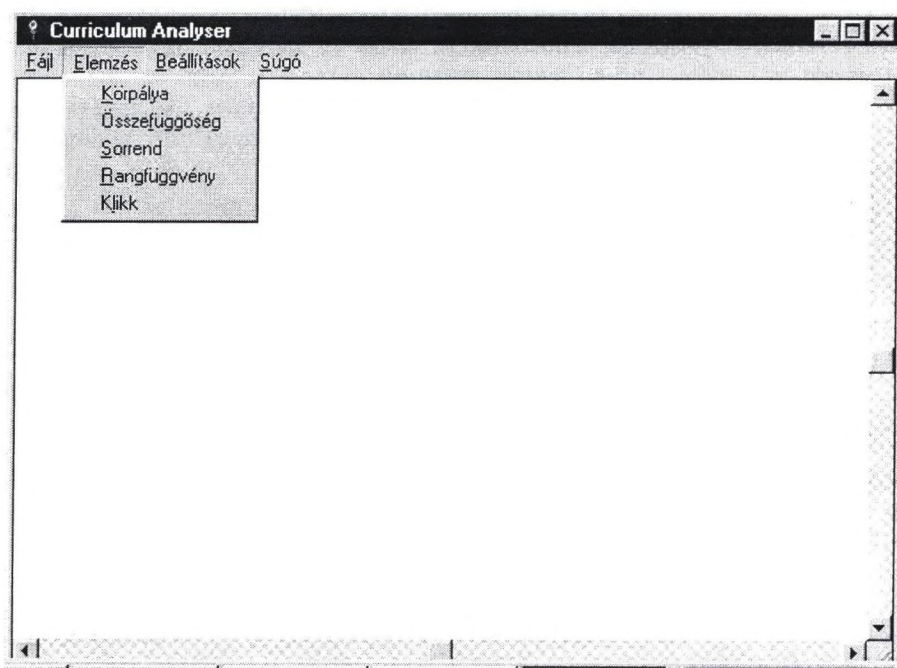 Curriculum Analyser
Fájl Elemzés Beállítások Súgó
Körpálya
Összefüggőség
Sorrend
Rangfüggvény
Klikk